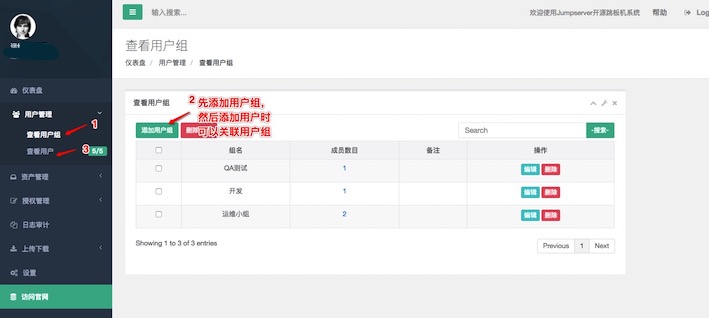 输入搜索...
欢迎使用Jumpserver开源跳板机系统 帮助 Log
查看用户组
仪表盘 / 用户管理 / 查看用户组
仪表盘
用户管理
查看用户组
1
查看用户
3
5/5
资产管理
授权管理
日志审计
上传下载
设置
访问官网
查看用户组
2 先添加用户组，
然后添加用户时
可以关联用户组
添加用户组 删除
Search -搜索-
组名 成员数目 备注 操作
QA测试 1 编辑 删除
开发 1 编辑 删除
运维小组 2 编辑 删除
Showing 1 to 3 of 3 entries
Previous 1 Next